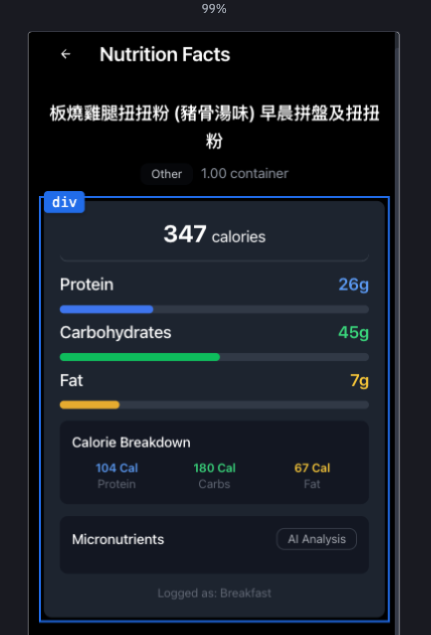 99%
← Nutrition Facts
板燒雞腿扭扭粉 (豬骨湯味) 早晨拼盤及扭扭
粉
Other 1.00 container
div
347 calories
Protein 26g
Carbohydrates 45g
Fat 7g
Calorie Breakdown
104 Cal 180 Cal 67 Cal
Protein Carbs Fat
Micronutrients AI Analysis
Logged as: Breakfast